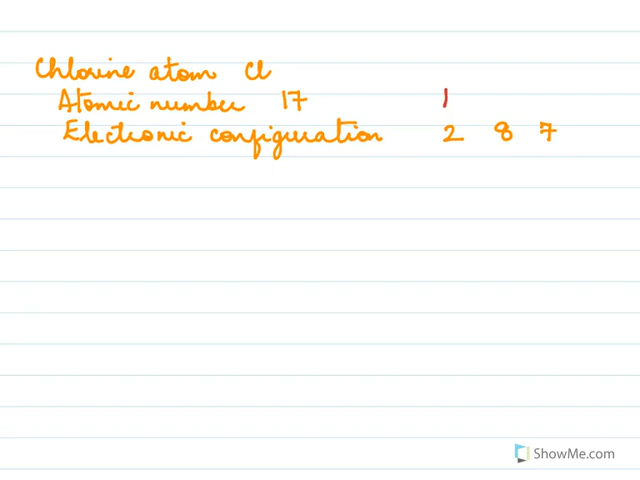 Chlorine atom Cl
Atomic number 17 1
Electronic configuration 2 8 7
ShowMe.com